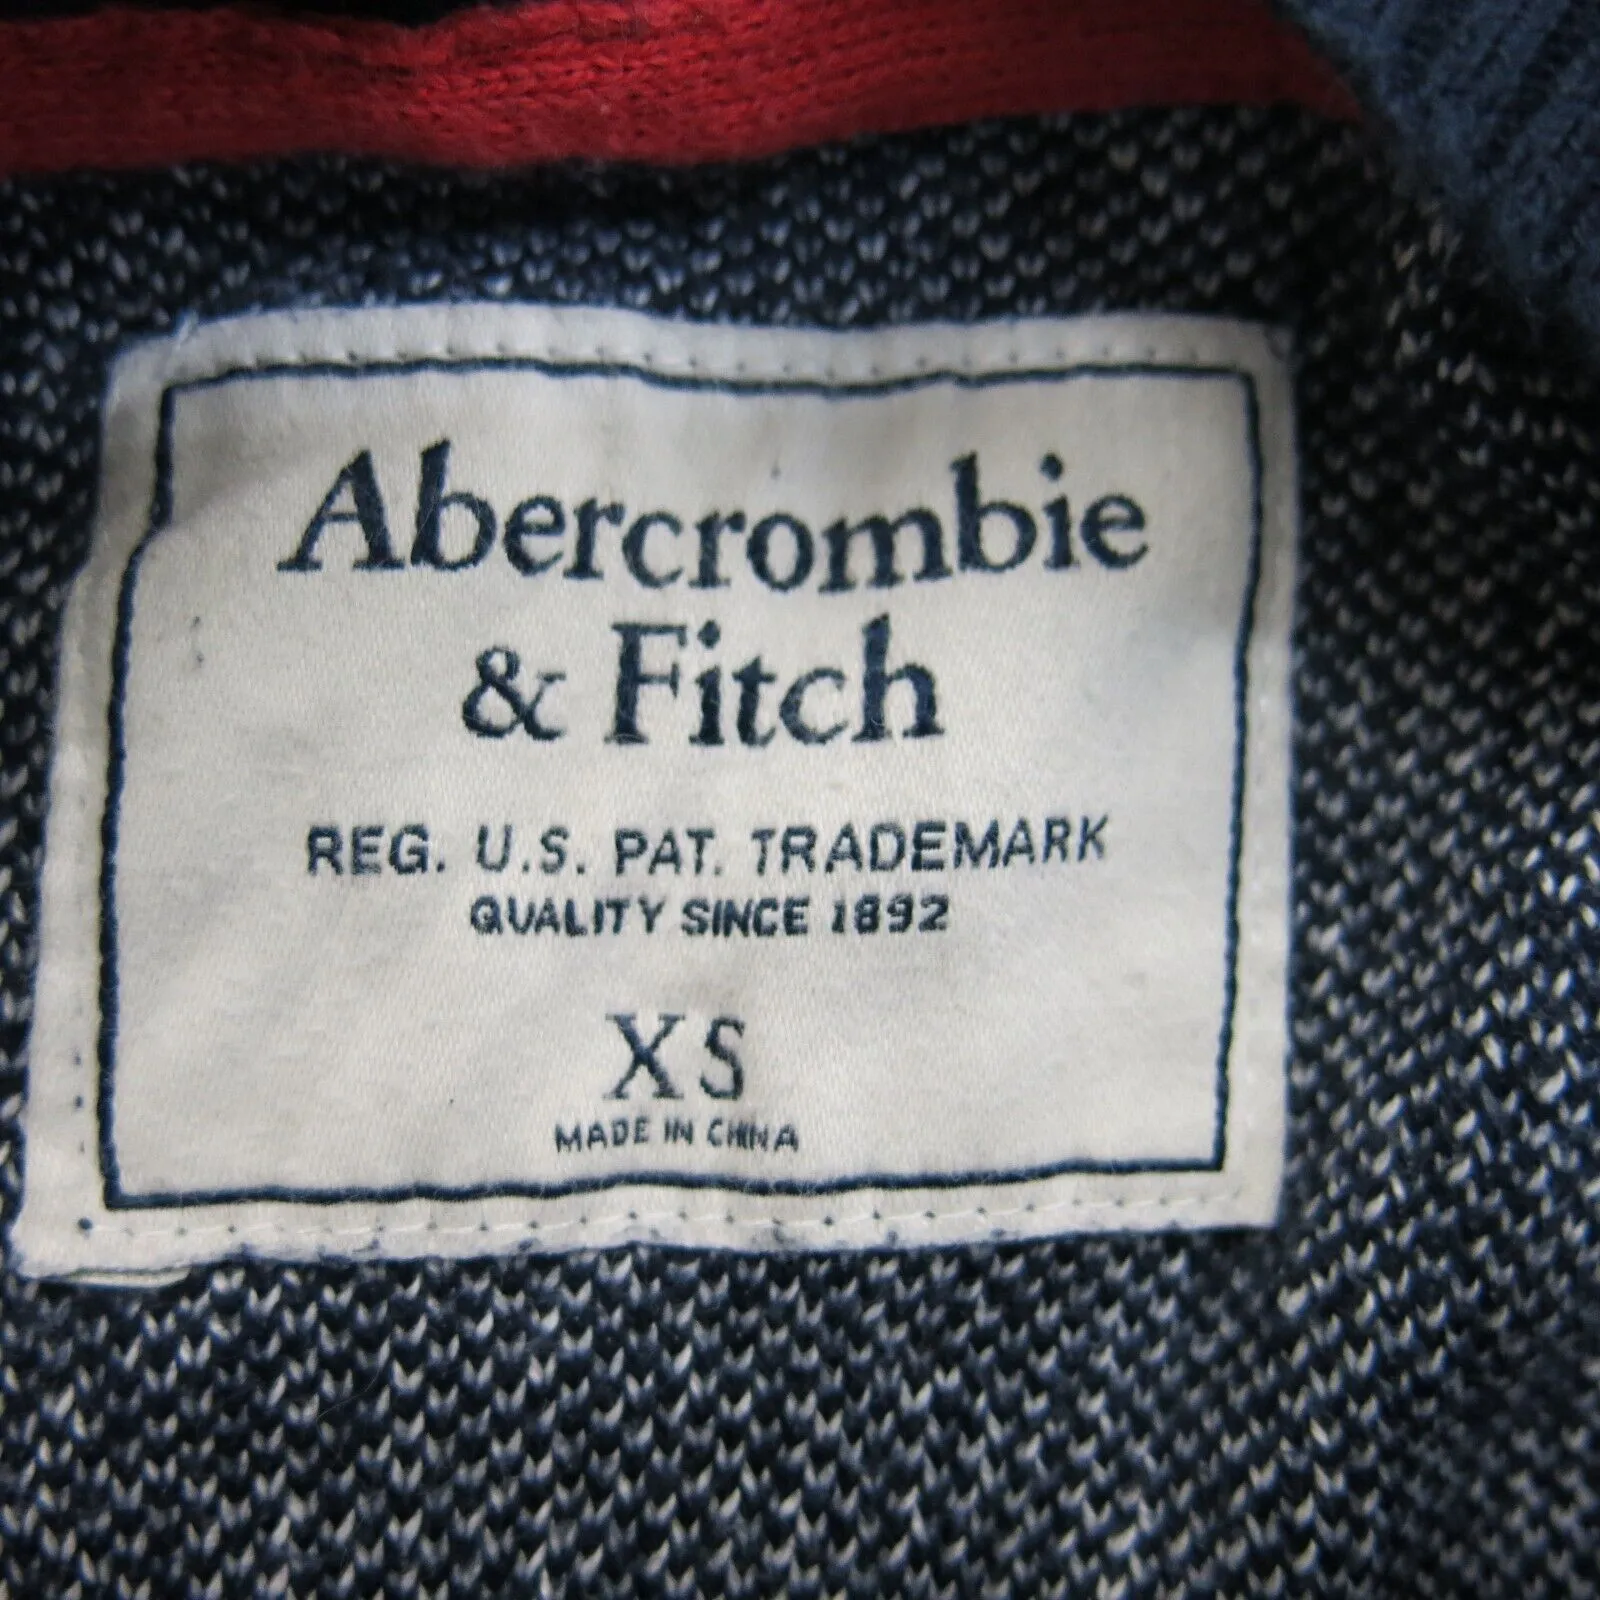 Abercrombie
& Fitch
REG. U.S. PAT. TRADEMARK
QUALITY SINCE 1892
XS
MADE IN CHINA